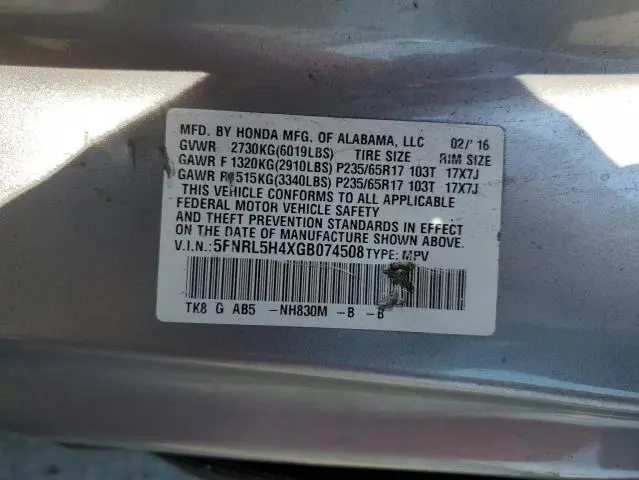 MFD. BY HONDA MFG. OF ALABAMA, LLC 02/'16
GVWR 2730KG(6019LBS) TIRE SIZE RIM SIZE
GAWR F 1320KG(2910LBS) P235/65R17 103T 17X7J
GAWR R 1515KG(3340LBS) P235/65R17 103T 17X7J
THIS VEHICLE CONFORMS TO ALL APPLICABLE
FEDERAL MOTOR VEHICLE SAFETY
AND THEFT PREVENTION STANDARDS IN EFFECT
ON THE DATE OF MANUFACTURE SHOWN ABOVE.
V.I.N.:5FNRL5H4XGB074508 TYPE: MPV
TK8 G AB5 -NH830M -B -B